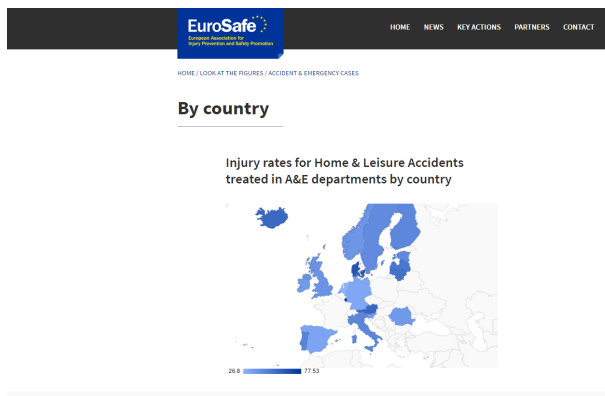 EuroSafe
European Association for
Injury Prevention and Safety Promotion
HOME NEWS KEY ACTIONS PARTNERS CONTACT
HOME / LOOK AT THE FIGURES / ACCIDENT & EMERGENCY CASES
By country
Injury rates for Home & Leisure Accidents
treated in A&E departments by country
26.8 77.53